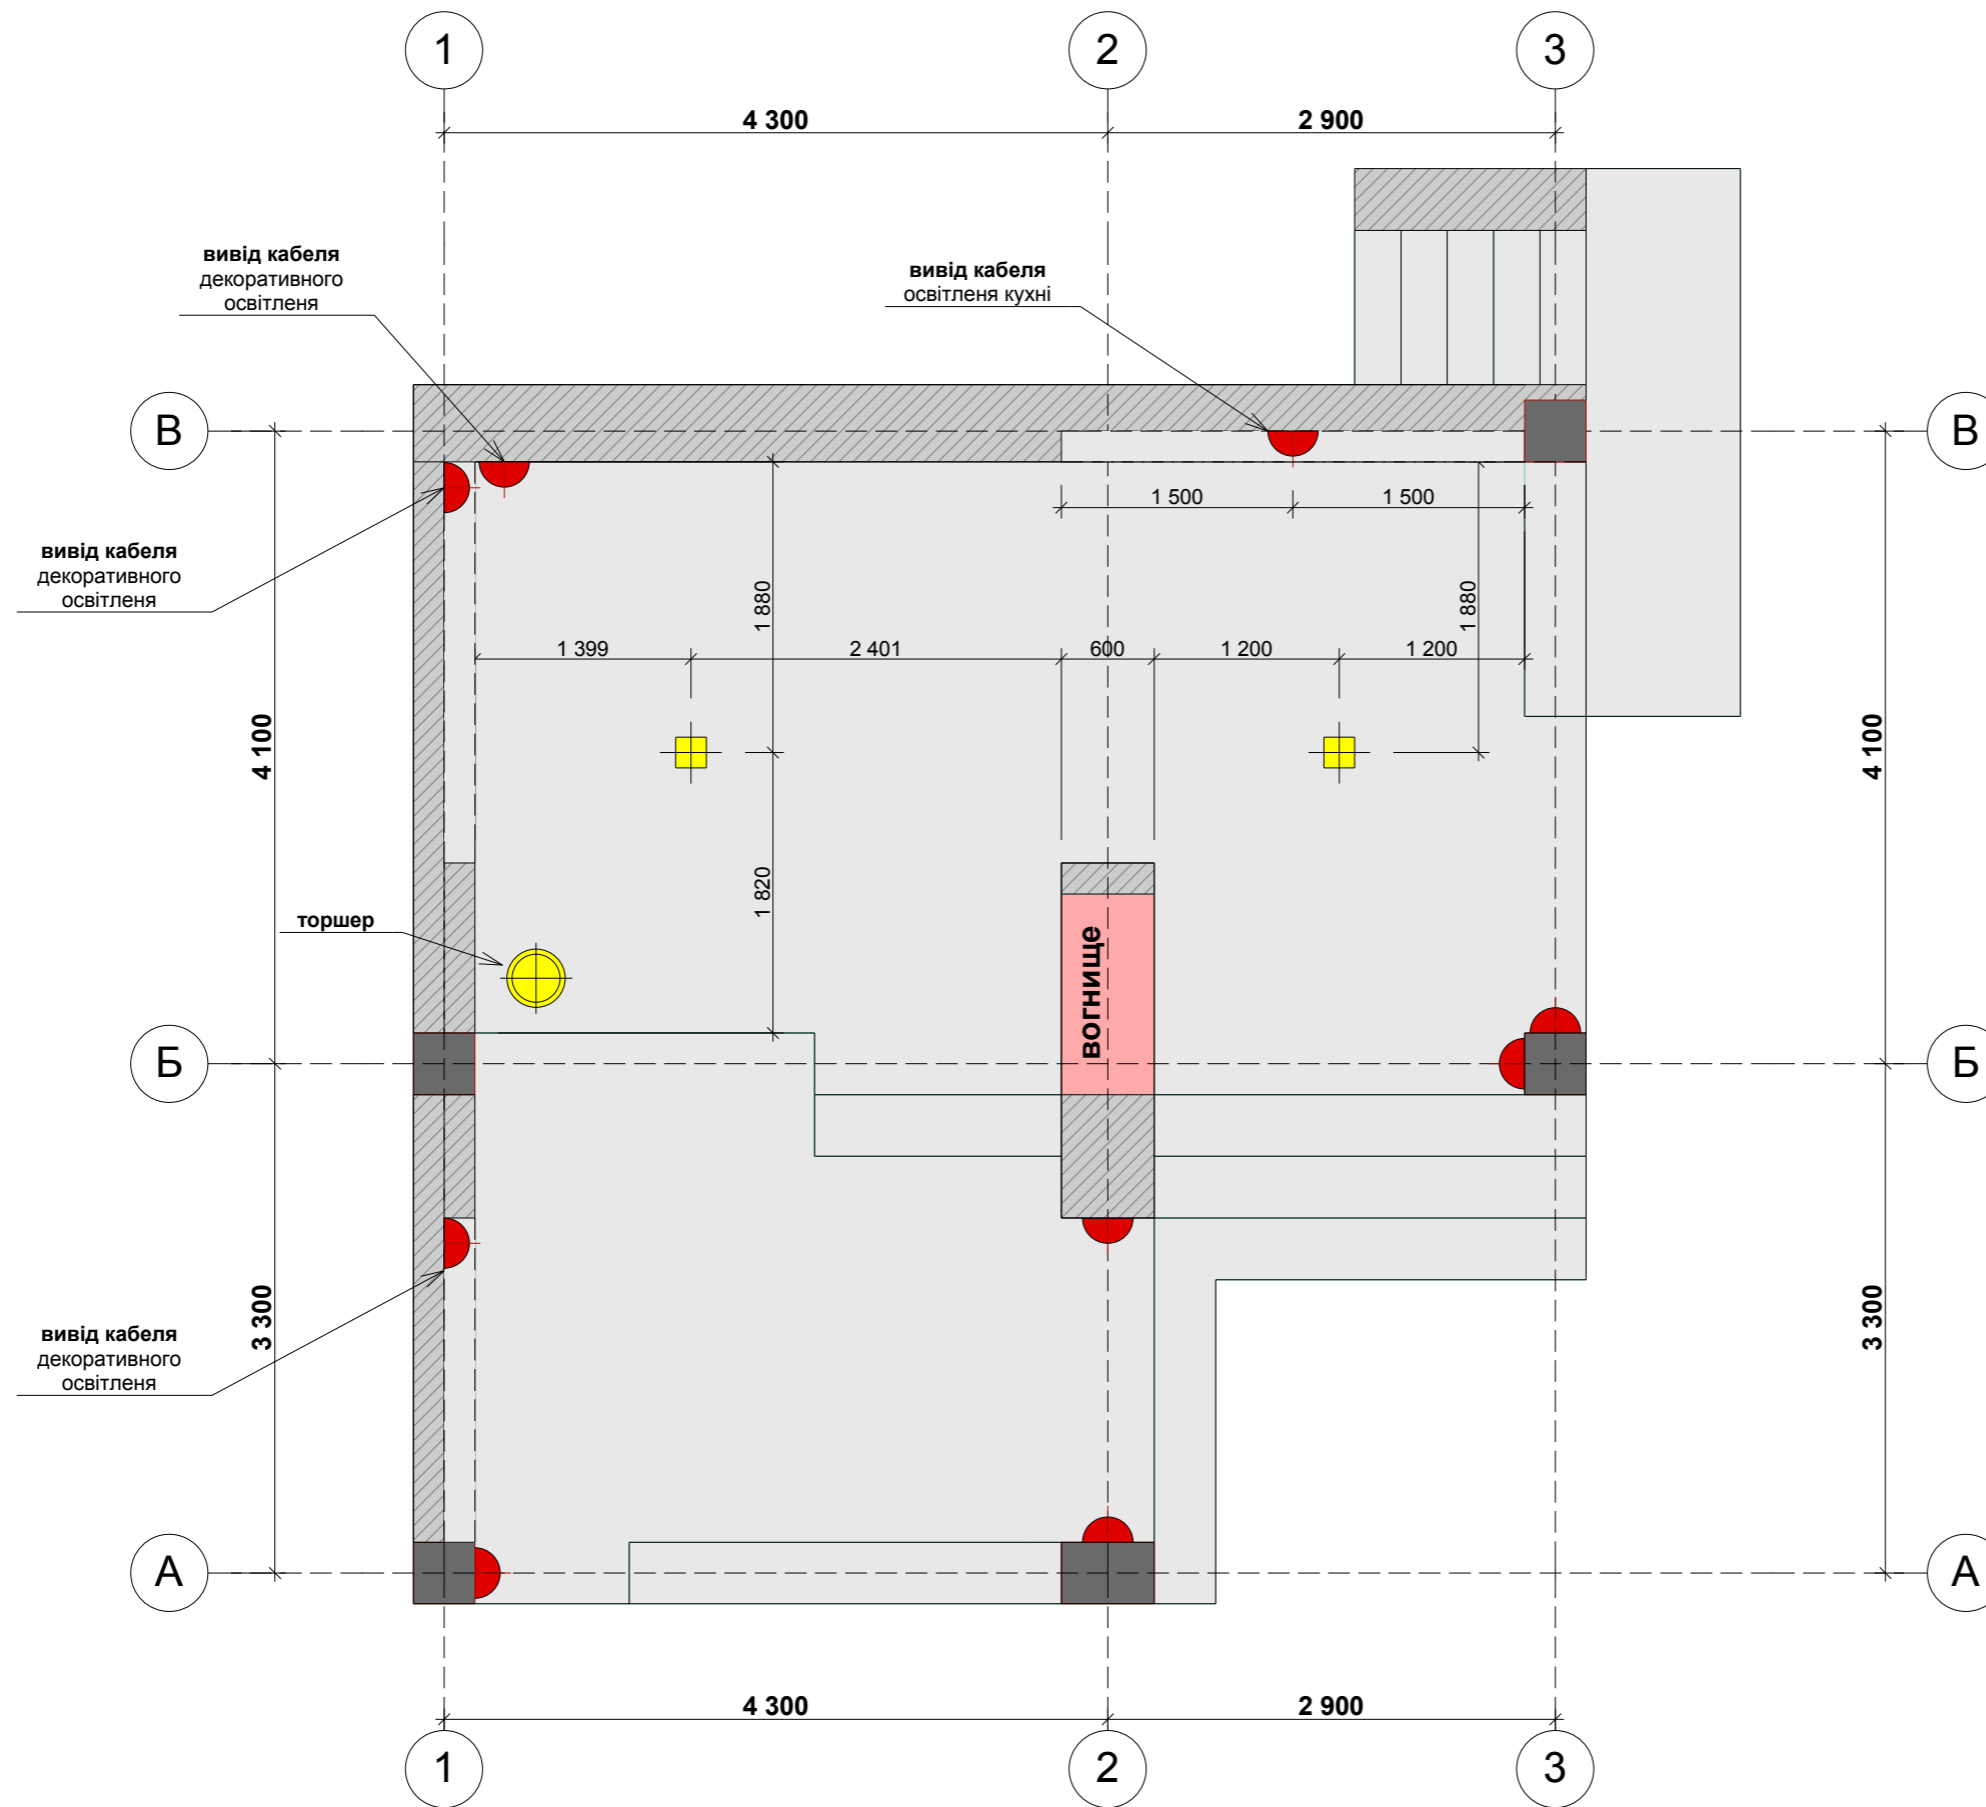 1
2
3
4 300
2 900
вивід кабеля
декоративного
освітленя
вивід кабеля
освітленя кухні
В
В
1 500
1 500
вивід кабеля
декоративного
освітленя
1 880
1 880
1 399
2 401
600
1 200
1 200
4 100
4 100
1 820
торшер
вогнище
Б
Б
3 300
3 300
вивід кабеля
декоративного
освітленя
А
А
4 300
2 900
1
2
3